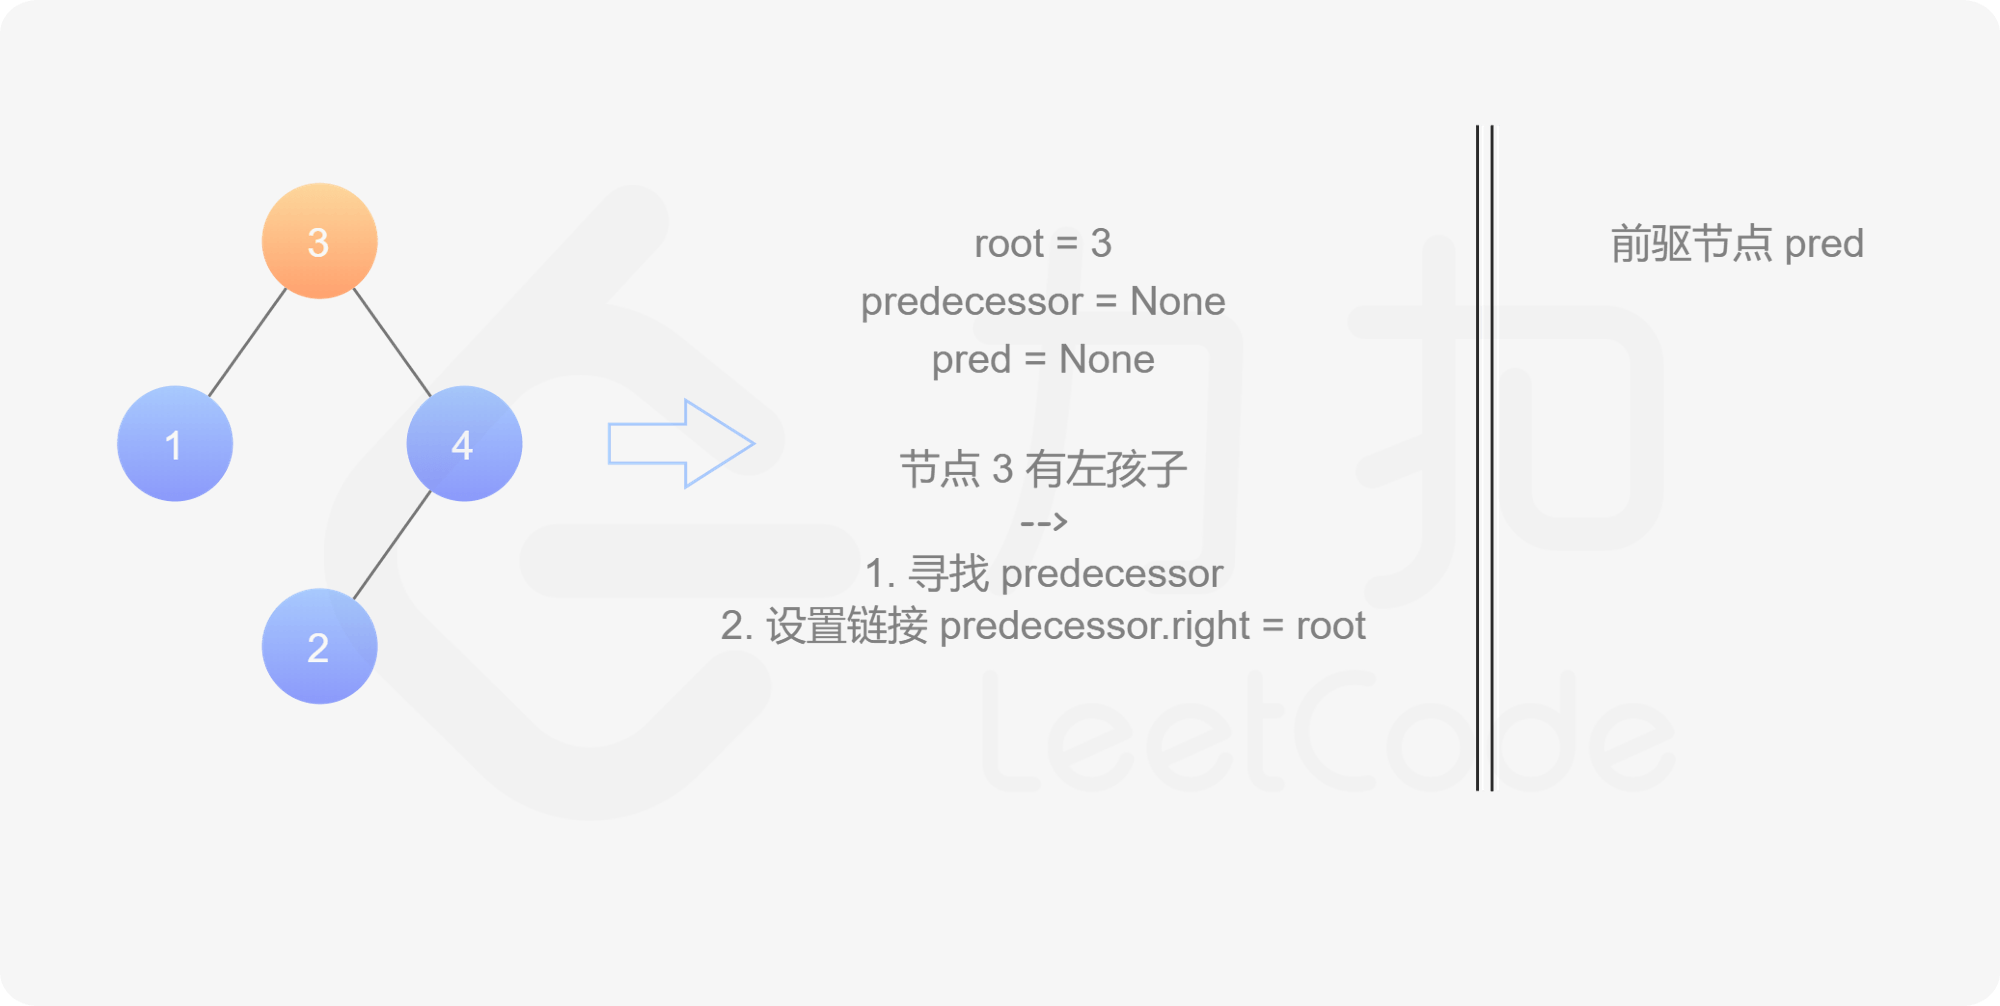 3
1
4
2
root = 3
predecessor = None
pred = None
节点 3 有左孩子
-->
1. 寻找 predecessor
2. 设置链接 predecessor.right = root
前驱节点 pred
力扣
LeetCode